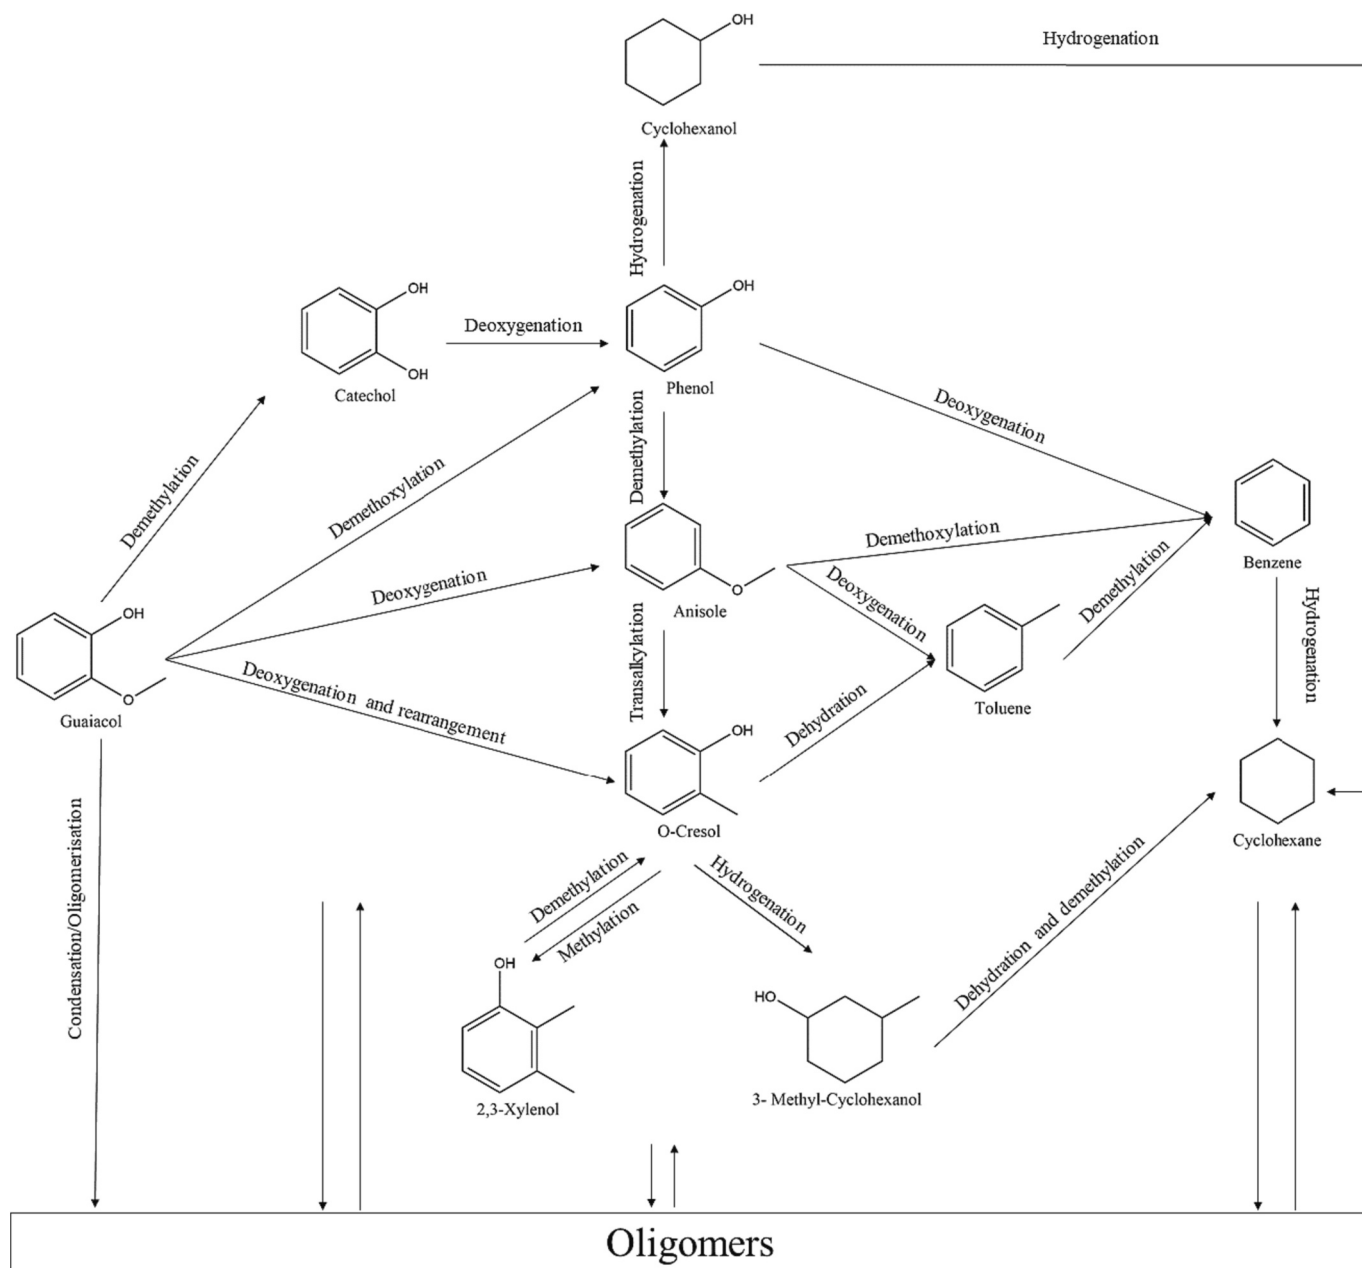 OH
Hydrogenation
Cyclohexanol
Hydrogenation
OH
OH
Deoxygenation
OH
Catechol
Phenol
Deoxygenation
Demethylation
Demethylation
Demethoxylation
Demethoxylation
Benzene
Deoxygenation
Deoxygenation
Demethylation
O
Anisole
OH
O
Guaiacol
Transalkylation
Toluene
Hydrogenation
Deoxygenation and rearrangement
OH
Dehydration
O-Cresol
Cyclohexane
Condensation/Oligomerisation
Demethylation
Methylation
Hydrogenation
Dehydration and demethylation
OH
HO
2,3-Xylenol
3- Methyl-Cyclohexanol
Oligomers